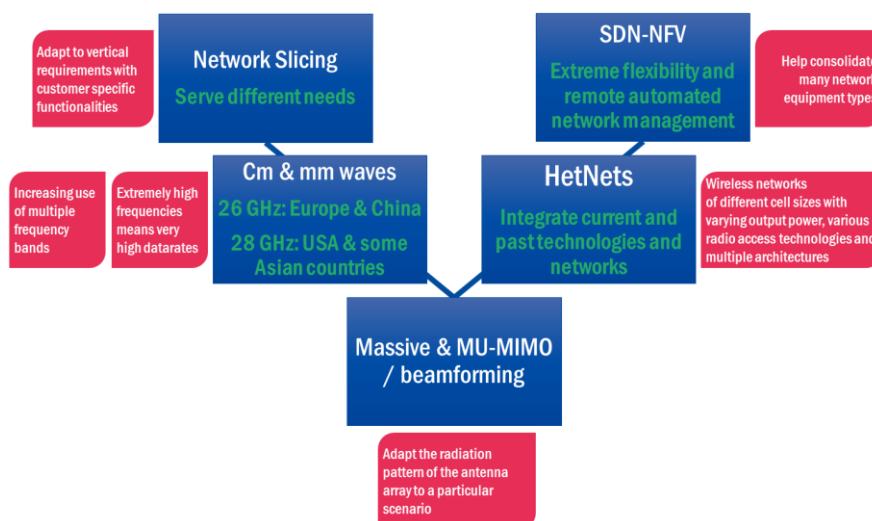 Adapt to vertical
requirements with
customer specific
functionalities
Network Slicing
Serve different needs
SDN-NFV
Extreme flexibility and
remote automated
network management
Help consolidate
many network
equipment types
Increasing use
of multiple
frequency
bands
Extremely high
frequencies
means very
high datarates
Cm & mm waves
26 GHz: Europe & China
28 GHz: USA & some
Asian countries
HetNets
Integrate current and
past technologies and
networks
Wireless networks
of different cell sizes with
varying output power, various
radio access technologies and
multiple architectures
Massive & MU-MIMO
/ beamforming
Adapt the radiation
pattern of the antenna
array to a particular
scenario